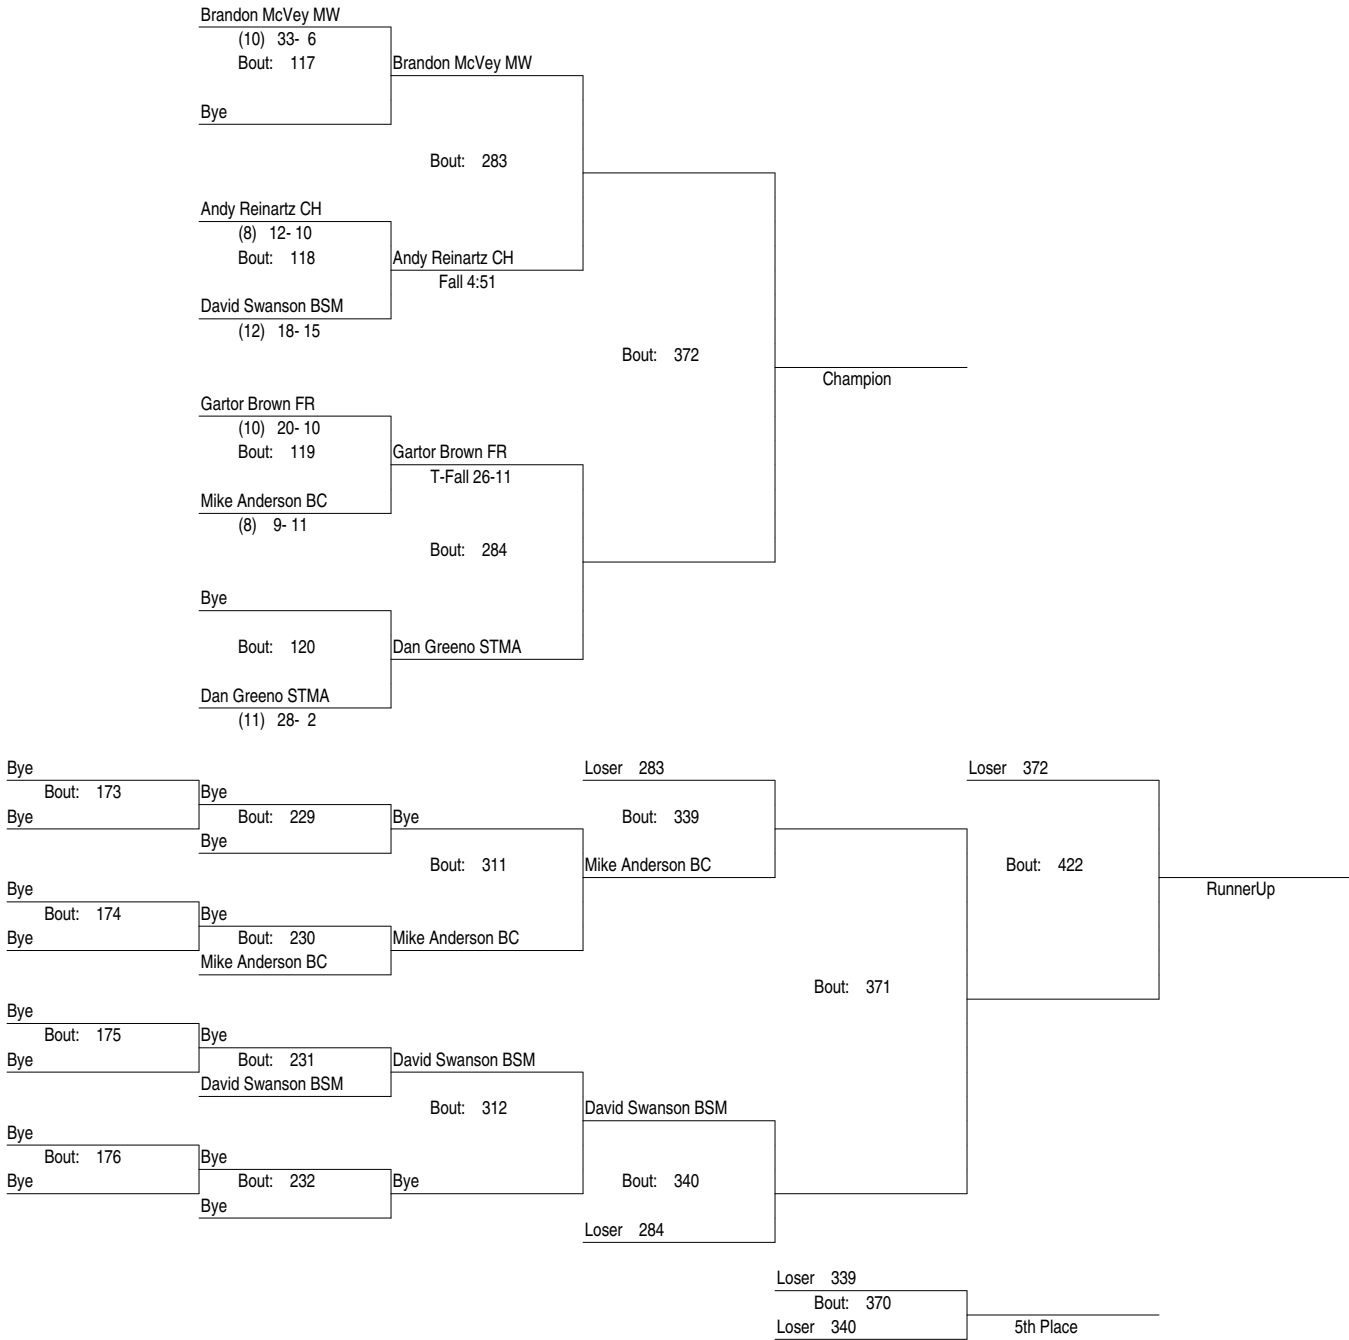 Brandon McVey MW
(10) 33- 6
Bout: 117
Brandon McVey MW
Bye
Bout: 283
Andy Reinartz CH
(8) 12- 10
Bout: 118
Andy Reinartz CH
Fall 4:51
David Swanson BSM
(12) 18- 15
Bout: 372
Champion
Gartor Brown FR
(10) 20- 10
Bout: 119
Gartor Brown FR
T-Fall 26-11
Mike Anderson BC
(8) 9- 11
Bout: 284
Bye
Bout: 120
Dan Greeno STMA
Dan Greeno STMA
(11) 28- 2
Bye
Bout: 173
Bye
Bye
Bout: 229
Bye
Bye
Bout: 311
Loser 283
Bout: 339
Mike Anderson BC
Loser 372
Bout: 422
RunnerUp
Bye
Bout: 174
Bye
Bye
Bout: 230
Mike Anderson BC
Mike Anderson BC
Bout: 371
Bye
Bout: 175
Bye
Bye
Bout: 231
David Swanson BSM
David Swanson BSM
Bout: 312
David Swanson BSM
Bye
Bout: 176
Bye
Bye
Bout: 232
Bye
Bye
Bout: 340
Loser 284
Loser 339
Bout: 370
Loser 340
5th Place